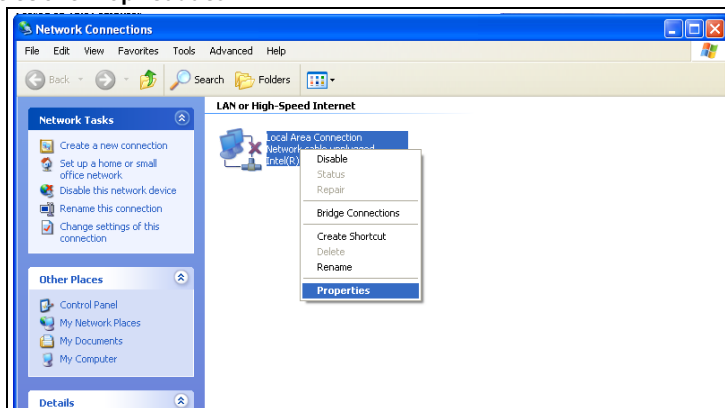 Network Connections
File Edit View Favorites Tools Advanced Help
Back Search Folders
Network Tasks
Create a new connection
Set up a home or small
office network
Disable this network device
Rename this connection
Change settings of this
connection
Other Places
Control Panel
My Network Places
My Documents
My Computer
Details
LAN or High-Speed Internet
Local Area Connection
Network cable unplugged
Intel(R)
Disable
Status
Repair
Bridge Connections
Create Shortcut
Delete
Rename
Properties